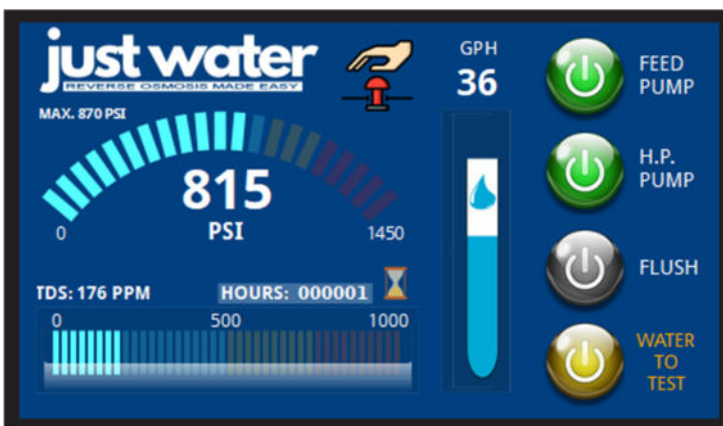 just water
REVERSE OSMOSIS MADE EASY
MAX. 870 PSI
815
PSI
0
1450
TDS: 176 PPM
HOURS: 000001
0
500
1000
GPH
36
FEED
PUMP
H.P.
PUMP
FLUSH
WATER
TO
TEST